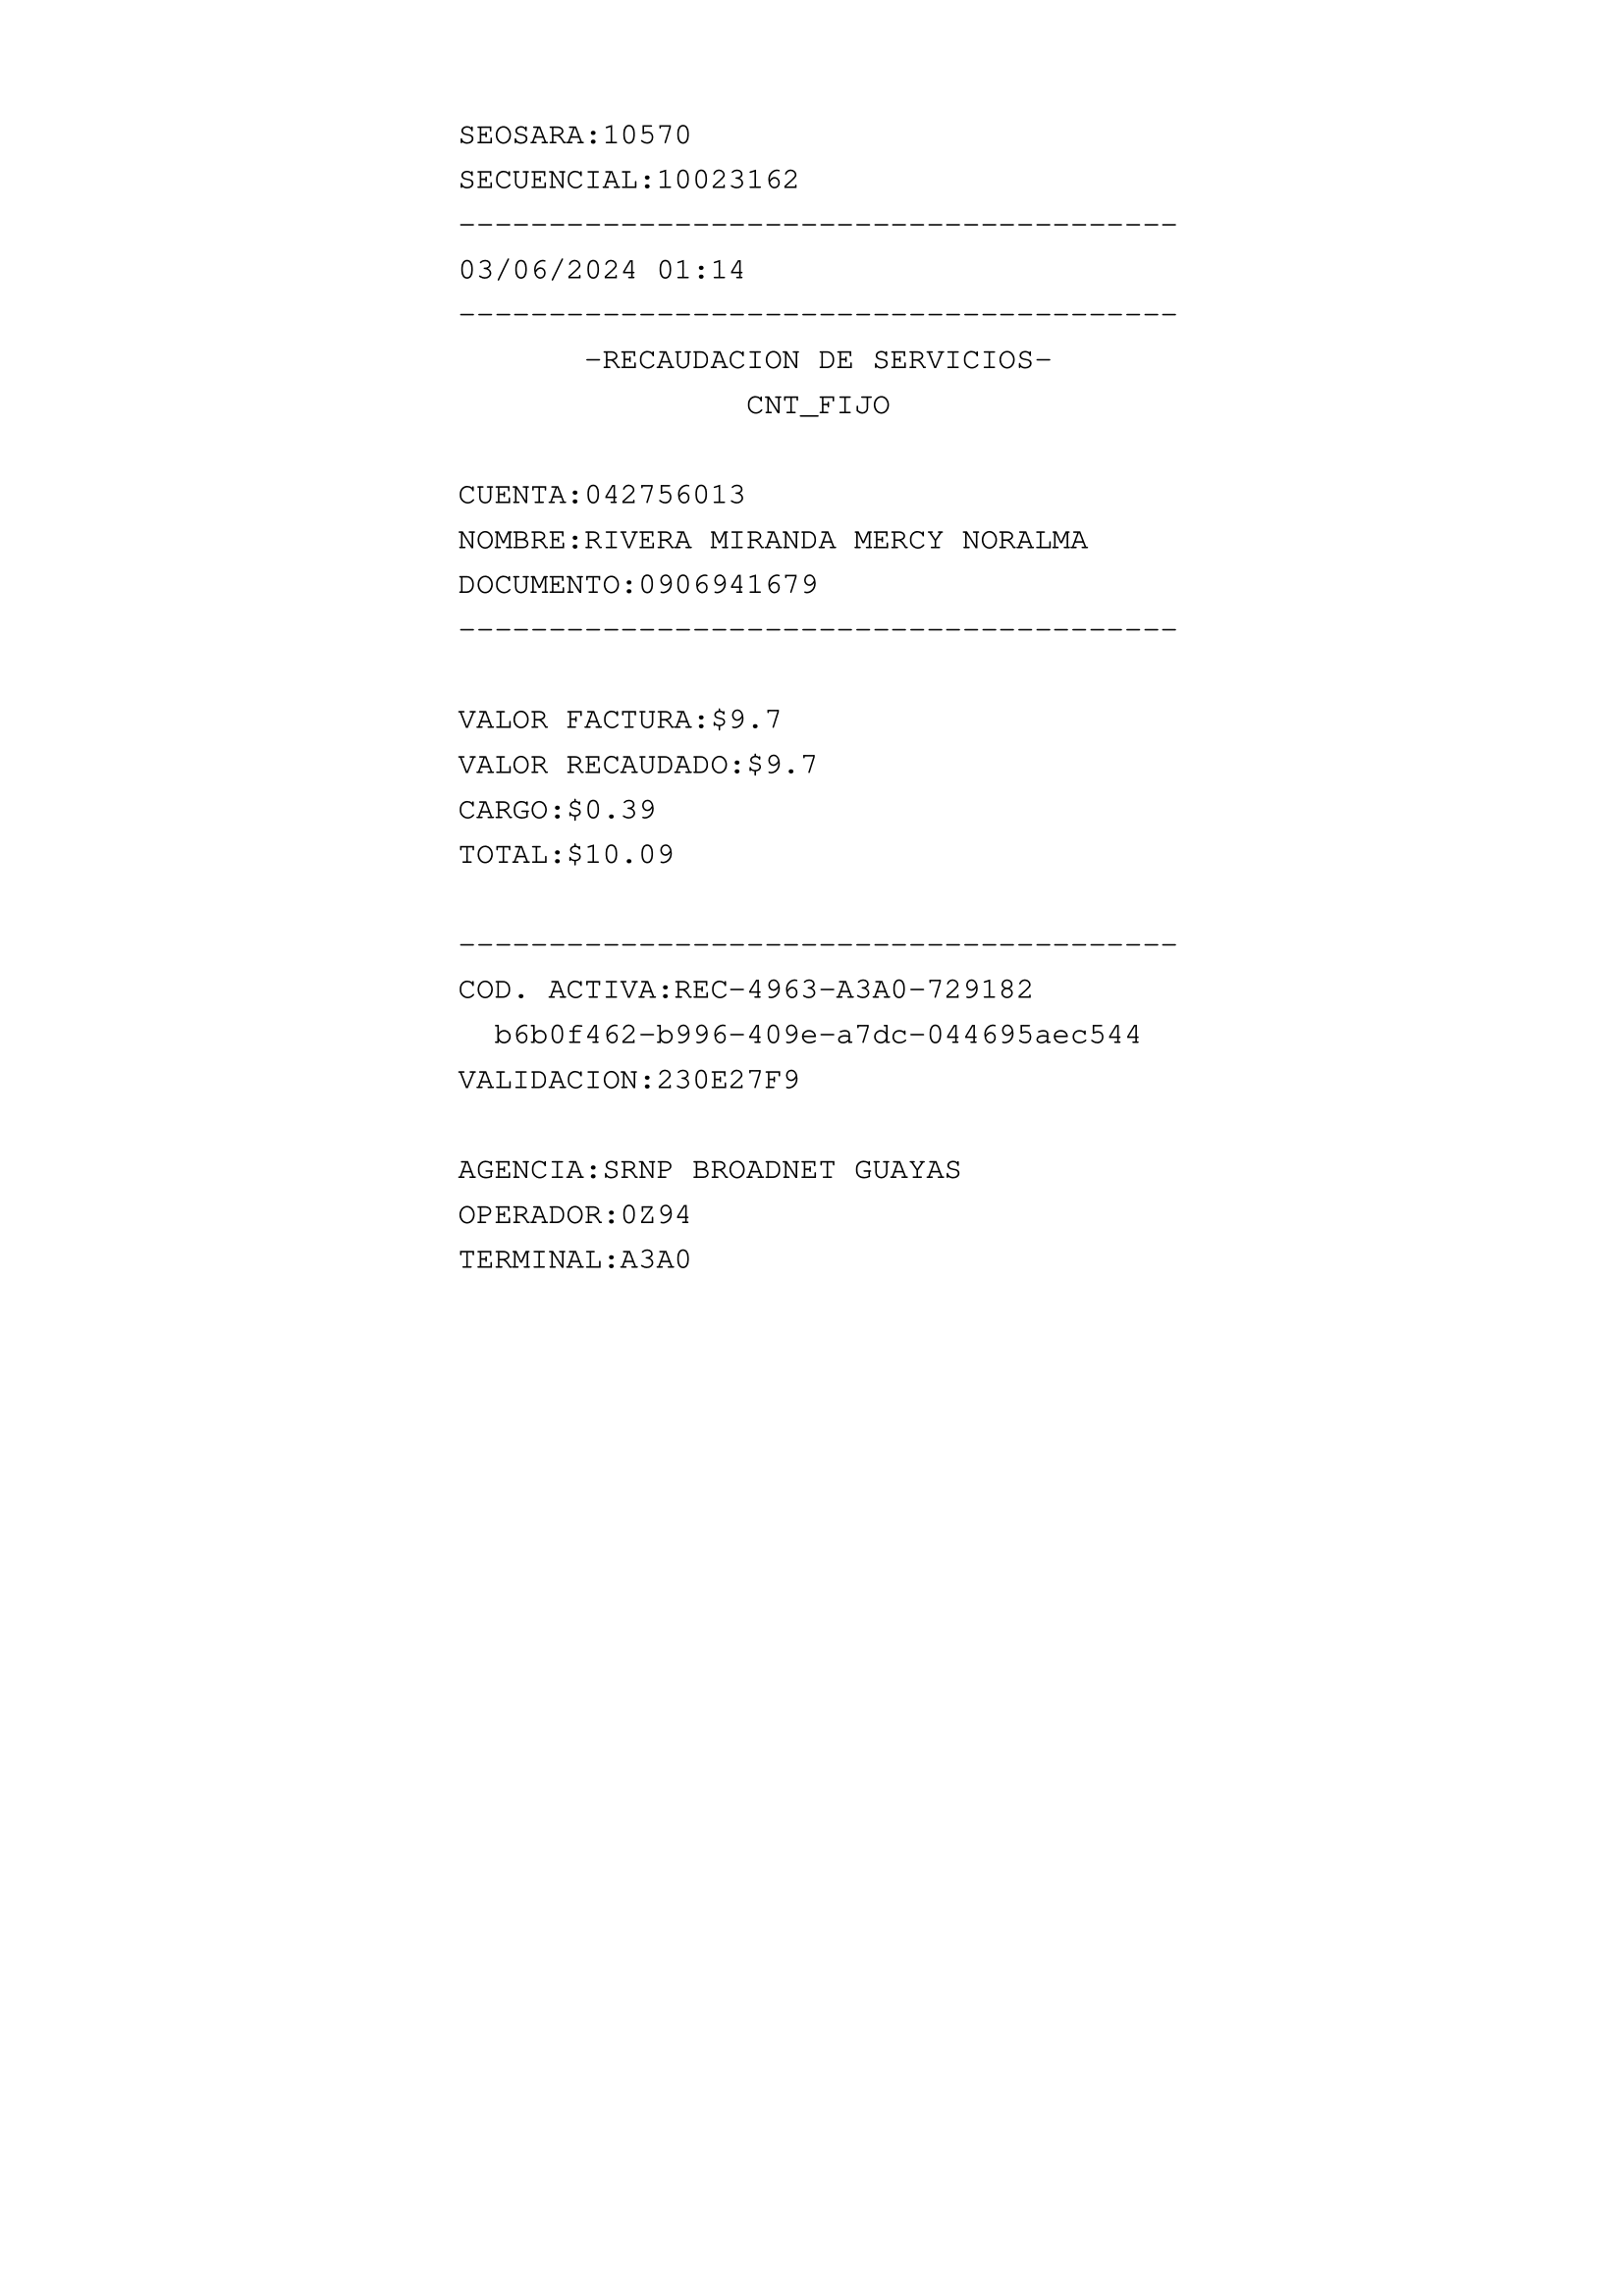 SEOSARA:10570
SECUENCIAL:10023162
----------------------------------------
03/06/2024 01:14
----------------------------------------
-RECAUDACION DE SERVICIOS-
CNT_FIJO
CUENTA:042756013
NOMBRE:RIVERA MIRANDA MERCY NORALMA
DOCUMENTO:0906941679
----------------------------------------
VALOR FACTURA:$9.7
VALOR RECAUDADO:$9.7
CARGO:$0.39
TOTAL:$10.09
----------------------------------------
COD. ACTIVA:REC-4963-A3A0-729182
b6b0f462-b996-409e-a7dc-044695aec544
VALIDACION:230E27F9
AGENCIA:SRNP BROADNET GUAYAS
OPERADOR:0Z94
TERMINAL:A3A0